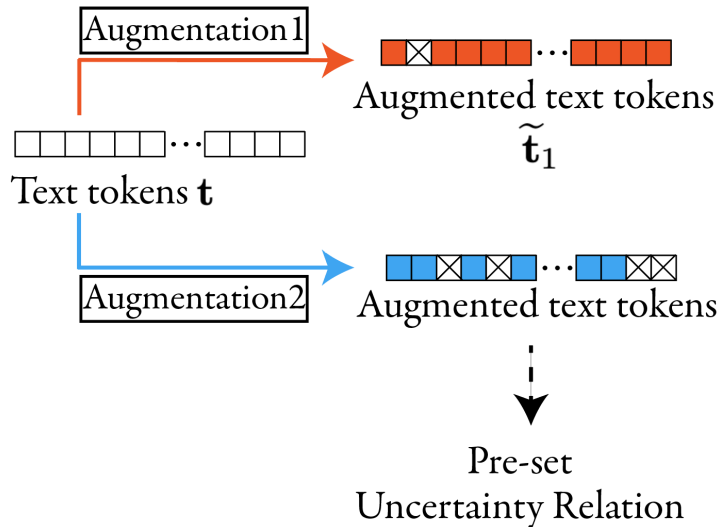 Augmentation1
Augmented text tokens
t̃₁
Text tokens t
Augmentation2
Augmented text tokens
Pre-set
Uncertainty Relation